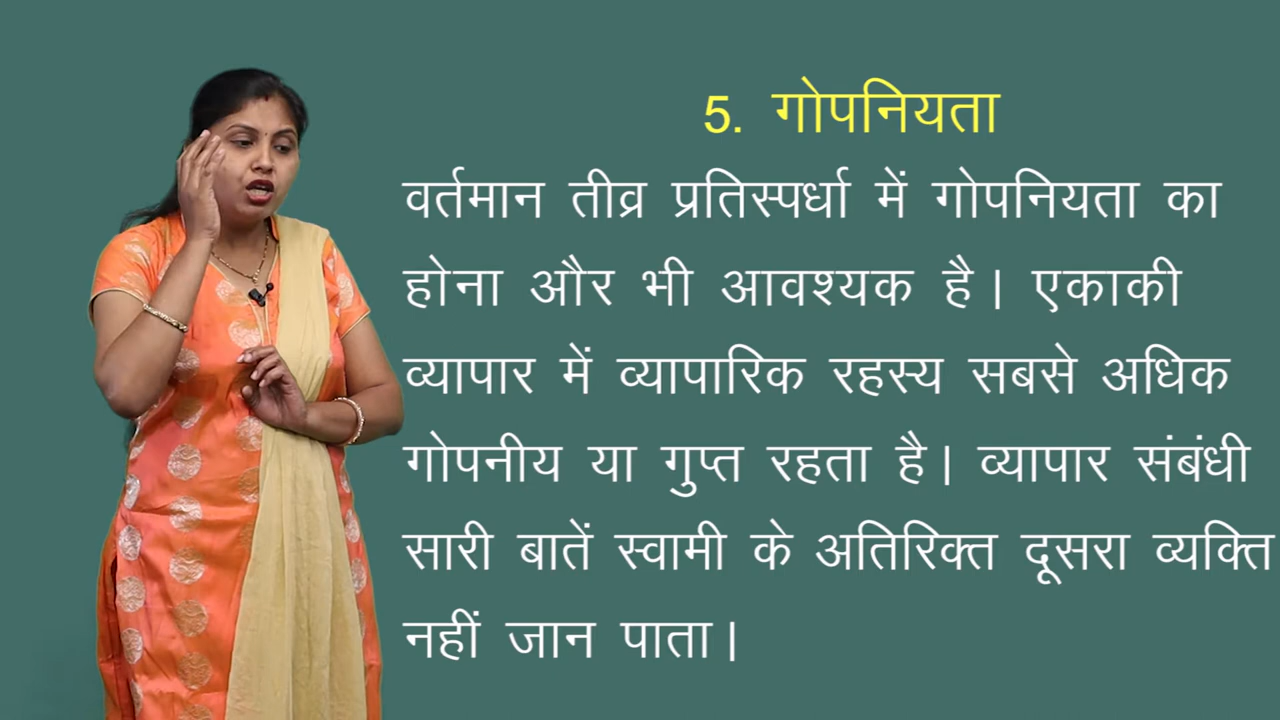 5. गोपनियता
वर्तमान तीव्र प्रतिस्पर्धा में गोपनियता का
होना और भी आवश्यक है। एकाकी
व्यापार में व्यापारिक रहस्य सबसे अधिक
गोपनीय या गुप्त रहता है। व्यापार संबंधी
सारी बातें स्वामी के अतिरिक्त दूसरा व्यक्ति
नहीं जान पाता।